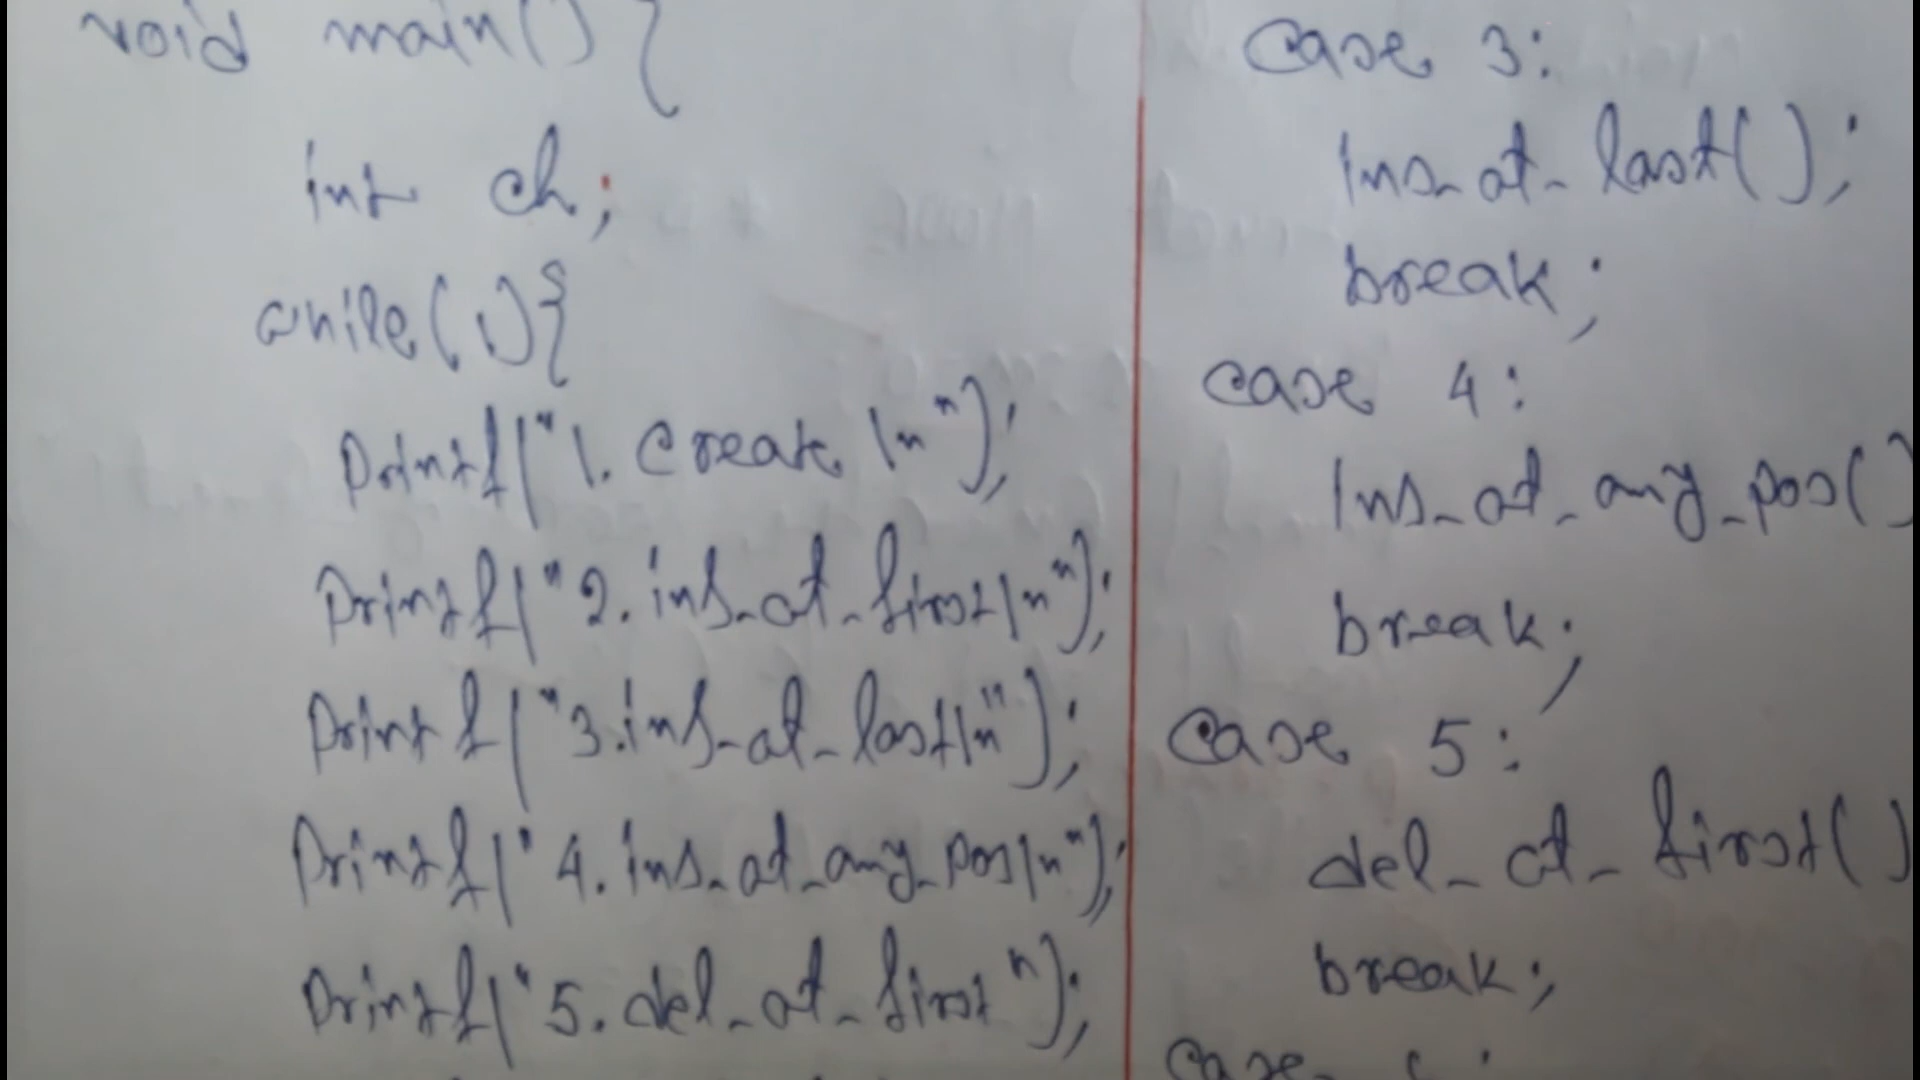 void main() {
int ch;
while(1){
printf("1. Create \n");
printf("2. ins_at_first\n");
printf("3.ins_at_last\n");
printf("4. ins_at_any_pos\n");
printf("5. del_at_first");
case 3:
ins_at_last();
break;
case 4:
ins_at_any_pos()
break;
case 5:
del_at_first()
break;
case